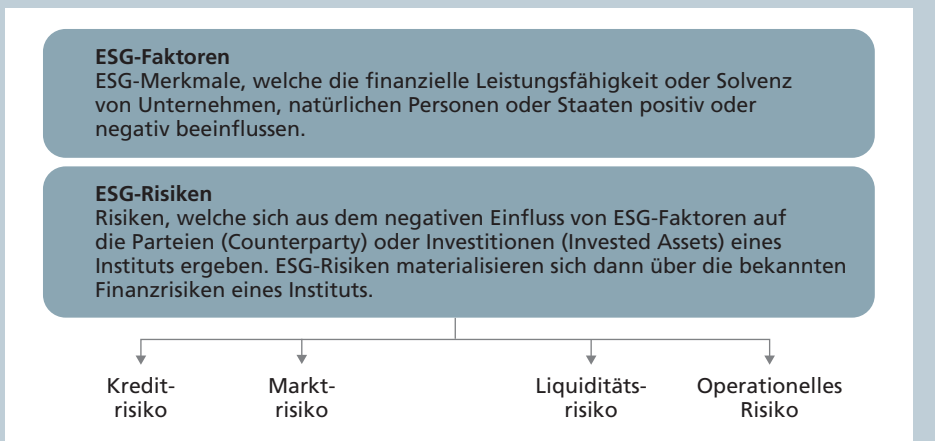 ESG-Faktoren
ESG-Merkmale, welche die finanzielle Leistungsfähigkeit oder Solvenz
von Unternehmen, natürlichen Personen oder Staaten positiv oder
negativ beeinflussen.
ESG-Risiken
Risiken, welche sich aus dem negativen Einfluss von ESG-Faktoren auf
die Parteien (Counterparty) oder Investitionen (Invested Assets) eines
Instituts ergeben. ESG-Risiken materialisieren sich dann über die bekannten
Finanzrisiken eines Instituts.
Kredit-
risiko
Markt-
risiko
Liquiditäts-
risiko
Operationelles
Risiko